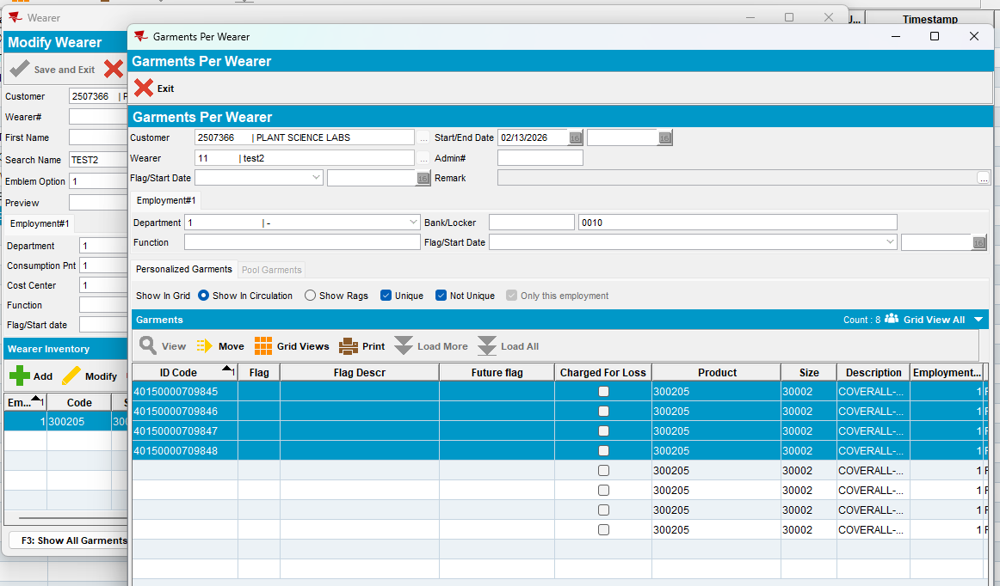 Wearer
U...
Timestamp
Modify Wearer
Save and Exit
Customer 2507366 | P
Wearer#
First Name
Search Name TEST2
Emblem Option 1
Preview
Employment#1
Department 1
Consumption Pnt 1
Cost Center 1
Function
Flag/Start date
Wearer Inventory
Add Modify
Em... 1 Code S
1 300205 300
F3: Show All Garments
Garments Per Wearer
Garments Per Wearer
Exit
Garments Per Wearer
Customer 2507366 | PLANT SCIENCE LABS ... Start/End Date 02/13/2026 16 16
Wearer 11 | test2 ... Admin#
Flag/Start Date 16 Remark ...
Employment#1
Department 1 | - Bank/Locker 0010
Function Flag/Start Date 16
Personalized Garments Pool Garments
Show In Grid Show In Circulation Show Rags Unique Not Unique Only this employment
Garments Count : 8 Grid View All
View Move Grid Views Print Load More Load All
ID Code 1 Flag Flag Descr Future flag Charged For Loss Product Size Description Employment...
40150000709845 300205 30002 COVERALL-... 1 F
40150000709846 300205 30002 COVERALL-... 1 F
40150000709847 300205 30002 COVERALL-... 1 F
40150000709848 300205 30002 COVERALL-... 1 F
300205 30002 COVERALL-... 1 F
300205 30002 COVERALL-... 1 F
300205 30002 COVERALL-... 1 F
300205 30002 COVERALL-... 1 F